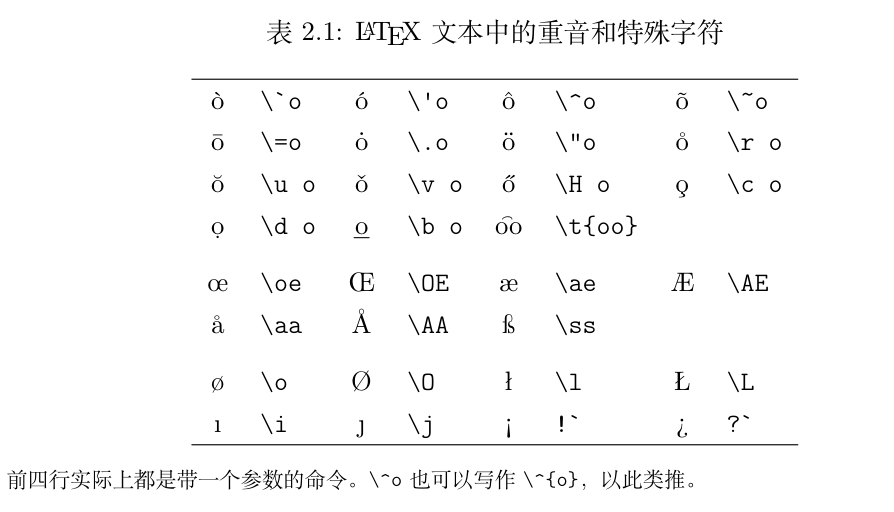 表 2.1: LATEX 文本中的重音和特殊字符
ò \`o ó \'o ô \^o õ \~o
ō \=o ȯ \.o ö \"o o̊ \r o
ŏ \u o ǒ \v o ő \H o o̧ \c o
ọ \d o o̲ \b o o͡o \t{oo}
œ \oe Œ \OE æ \ae Æ \AE
å \aa Å \AA ß \ss
ø \o Ø \O ł \l Ł \L
ı \i ȷ \j ¡ !` ¿ ?`
前四行实际上都是带一个参数的命令。\^o 也可以写作 \^{o}，以此类推。